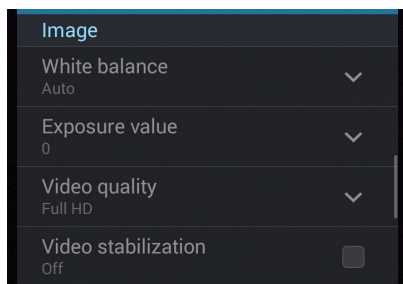 Image
White balance
Auto
Exposure value
0
Video quality
Full HD
Video stabilization
Off